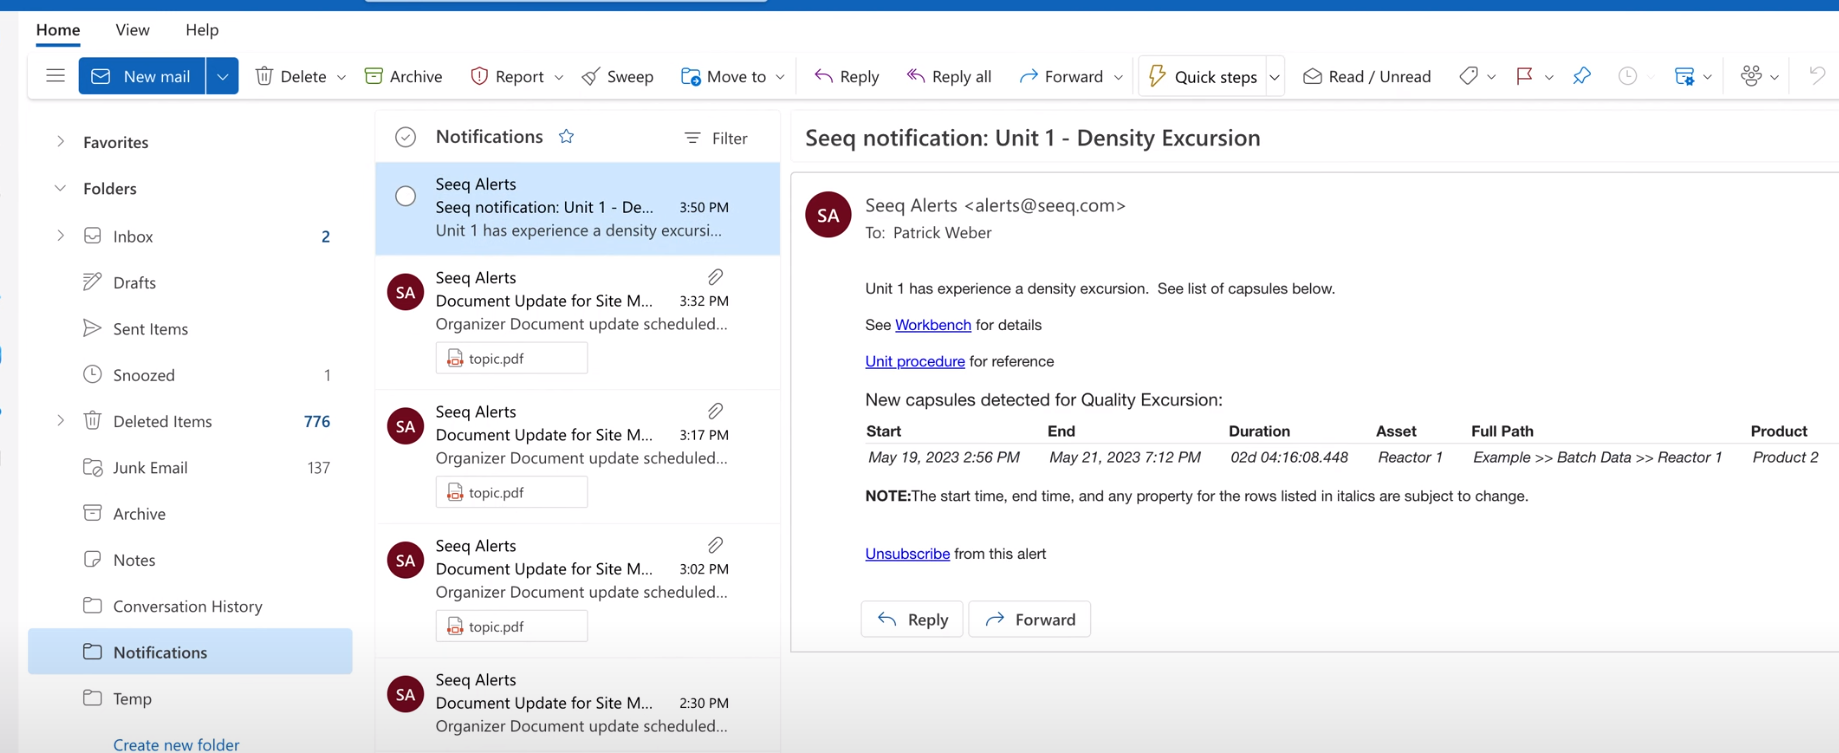 Home View Help
New mail Delete Archive Report Sweep Move to Reply Reply all Forward Quick steps Read / Unread
Favorites
Folders
Inbox 2
Drafts
Sent Items
Snoozed 1
Deleted Items 776
Junk Email 137
Archive
Notes
Conversation History
Notifications
Temp
Create new folder
Notifications Filter
Seeq Alerts
Seeq notification: Unit 1 - De... 3:50 PM
Unit 1 has experience a density excursi...
SA Seeq Alerts
Document Update for Site M... 3:32 PM
Organizer Document update scheduled...
topic.pdf
SA Seeq Alerts
Document Update for Site M... 3:17 PM
Organizer Document update scheduled...
topic.pdf
SA Seeq Alerts
Document Update for Site M... 3:02 PM
Organizer Document update scheduled...
topic.pdf
SA Seeq Alerts
Document Update for Site M... 2:30 PM
Organizer Document update scheduled...
Seeq notification: Unit 1 - Density Excursion
SA Seeq Alerts <alerts@seeq.com>
To: Patrick Weber
Unit 1 has experience a density excursion. See list of capsules below.
See Workbench for details
Unit procedure for reference
New capsules detected for Quality Excursion:
Start End Duration Asset Full Path Product
May 19, 2023 2:56 PM May 21, 2023 7:12 PM 02d 04:16:08.448 Reactor 1 Example >> Batch Data >> Reactor 1 Product 2
NOTE:The start time, end time, and any property for the rows listed in italics are subject to change.
Unsubscribe from this alert
Reply Forward